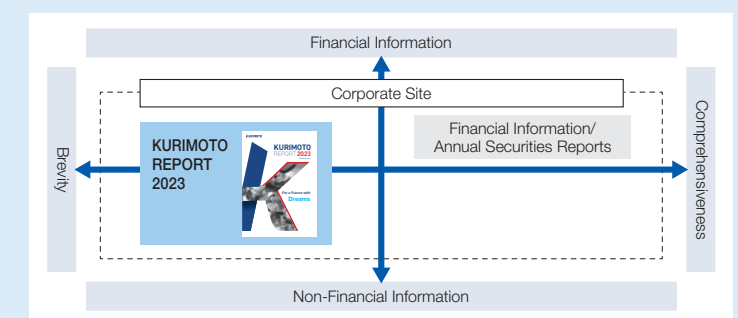 Financial Information
Corporate Site
Brevity
Comprehensiveness
KURIMOTO
REPORT
2023
KURIMOTO
KURIMOTO
REPORT 2023
For a Future with
Dreams
Financial Information/
Annual Securities Reports
Non-Financial Information